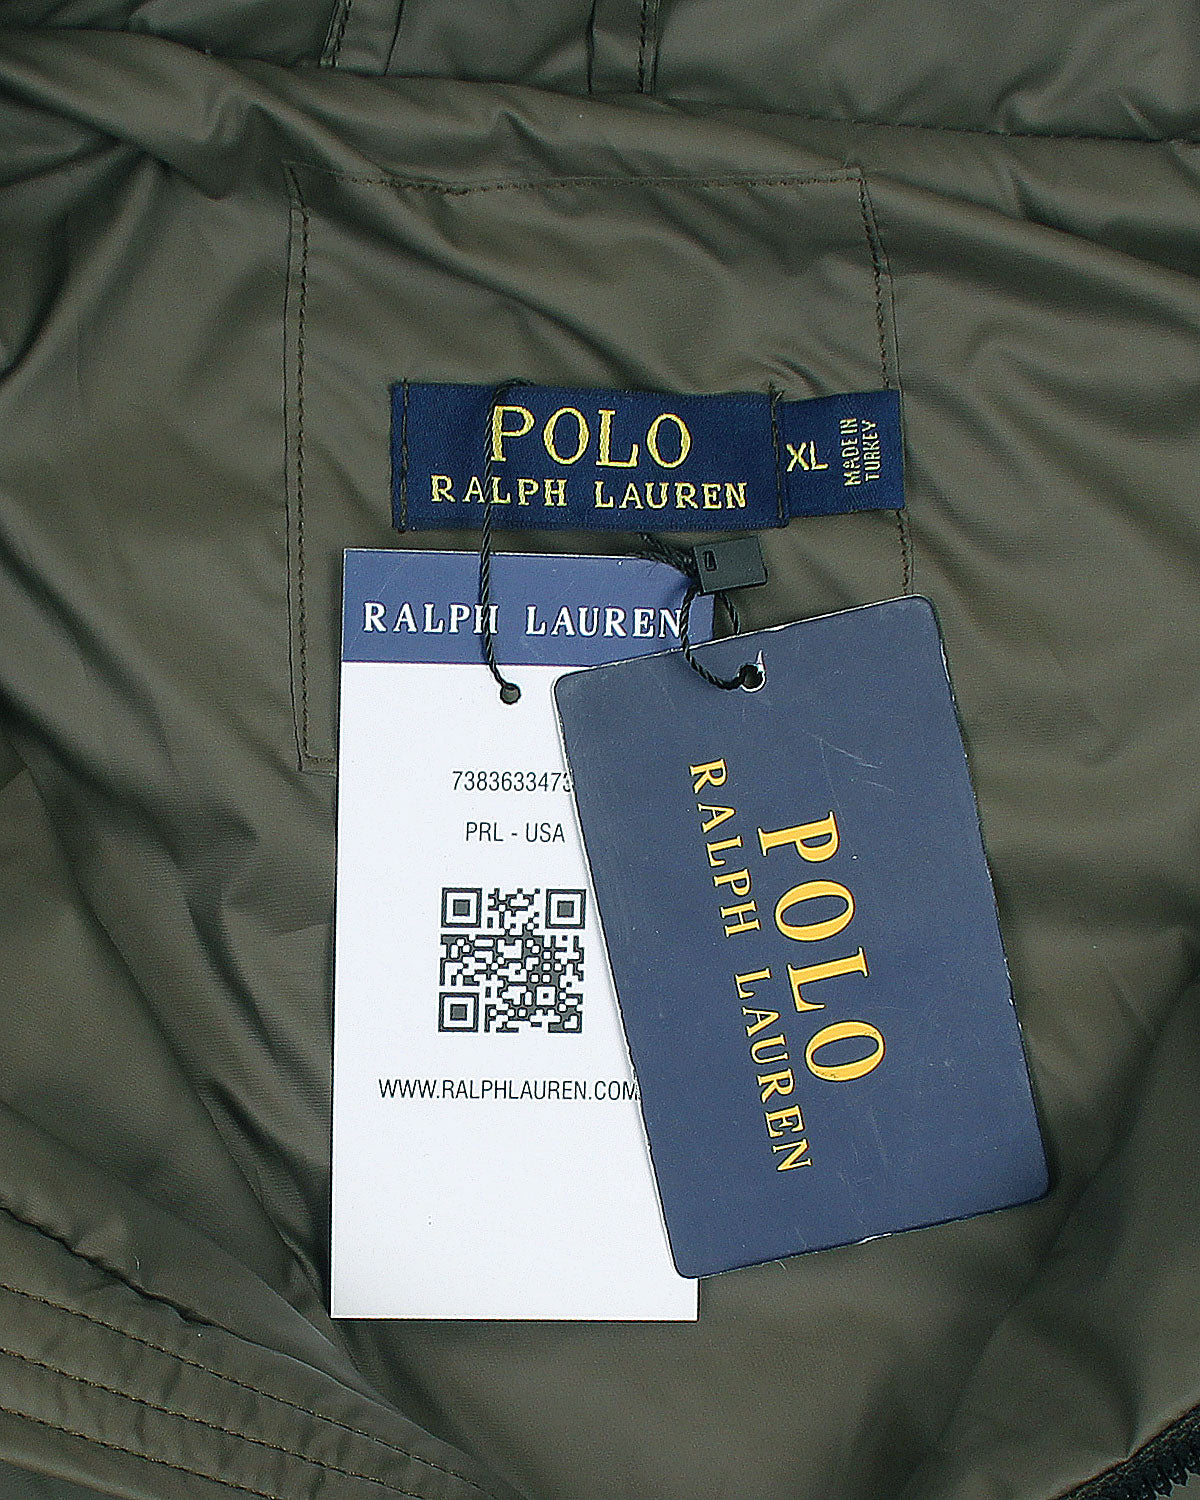 POLO
RALPH LAUREN
XL
MADE IN
TURKEY
RALPH LAUREN
PRL - USA
WWW.RALPHLAUREN.COM
POLO
RALPH LAUREN